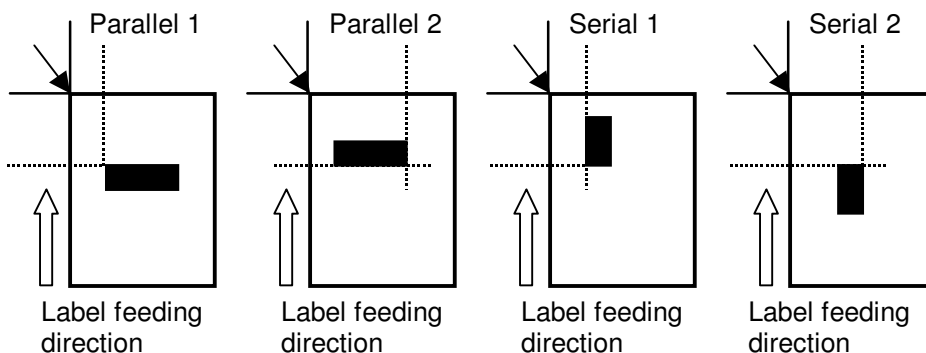 Parallel 1
Parallel 2
Serial 1
Serial 2
Label feeding
direction
Label feeding
direction
Label feeding
direction
Label feeding
direction